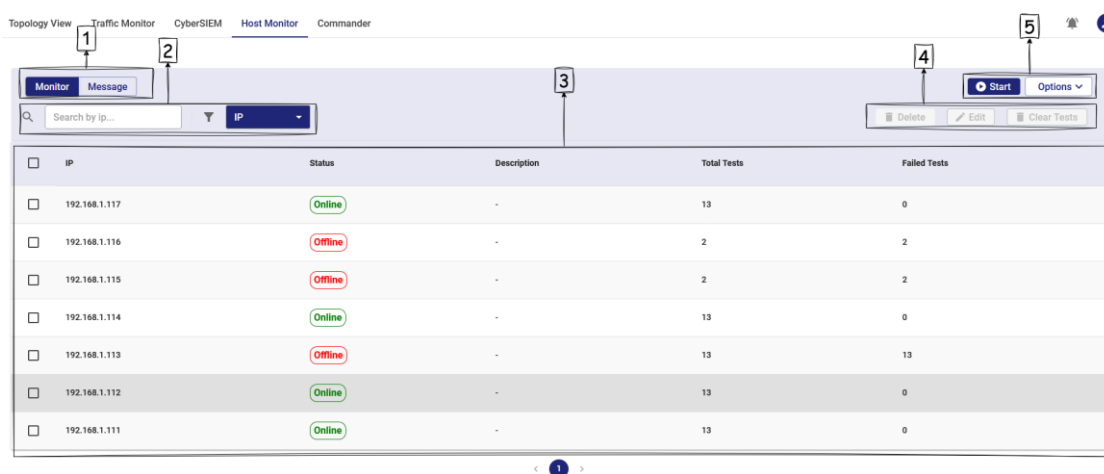 Topology View Traffic Monitor CyberSIEM Host Monitor Commander
1
2
3
4
5
Monitor Message
Start Options
Search by ip... IP
Delete Edit Clear Tests
IP Status Description Total Tests Failed Tests
192.168.1.117 Online - 13 0
192.168.1.116 Offline - 2 2
192.168.1.115 Offline - 2 2
192.168.1.114 Online - 13 0
192.168.1.113 Offline - 13 13
192.168.1.112 Online - 13 0
192.168.1.111 Online - 13 0
< 1 >